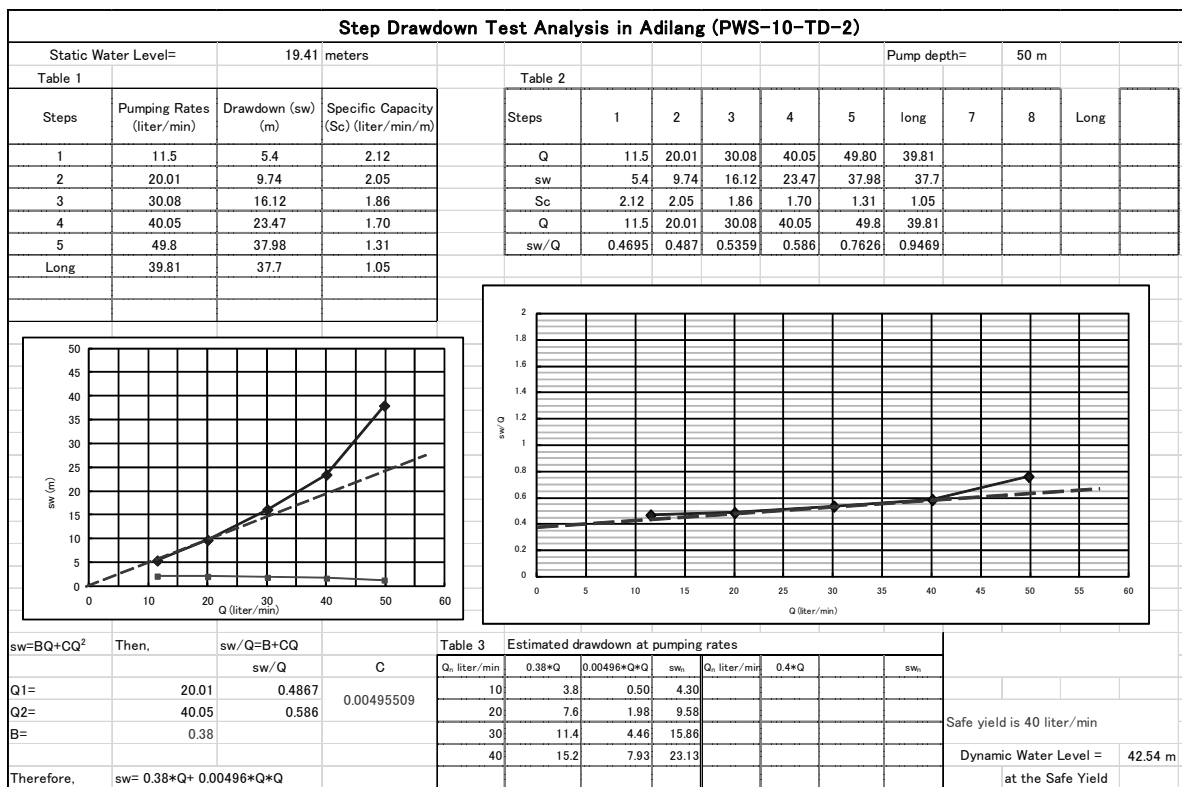 Step Drawdown Test Analysis in Adilang (PWS-10-TD-2)
Static Water Level= 19.41 meters Pump depth= 50 m
Table 1 Table 2
Steps Pumping Rates (liter/min) Drawdown (sw) (m) Specific Capacity (Sc) (liter/min/m)
1 11.5 5.4 2.12
2 20.01 9.74 2.05
3 30.08 16.12 1.86
4 40.05 23.47 1.70
5 49.8 37.98 1.31
Long 39.81 37.7 1.05
Steps 1 2 3 4 5 long 7 8 Long
Q 11.5 20.01 30.08 40.05 49.80 39.81
sw 5.4 9.74 16.12 23.47 37.98 37.7
Sc 2.12 2.05 1.86 1.70 1.31 1.05
Q 11.5 20.01 30.08 40.05 49.8 39.81
sw/Q 0.4695 0.487 0.5359 0.586 0.7626 0.9469
50
45
40
35
30
25
20
15
10
5
0
sw (m)
0 10 20 30 40 50 60
Q (liter/min)
2
1.8
1.6
1.4
1.2
1
0.8
0.6
0.4
0.2
0
sw/Q
0 5 10 15 20 25 30 35 40 45 50 55 60
Q (liter/min)
sw=BQ+CQ² Then, sw/Q=B+CQ
sw/Q C
Q1= 20.01 0.4867 0.00495509
Q2= 40.05 0.586
B= 0.38
Therefore, sw= 0.38*Q+ 0.00496*Q*Q
Table 3 Estimated drawdown at pumping rates
Qₙ liter/min 0.38*Q 0.00496*Q*Q swₙ Qₙ liter/min 0.4*Q swₙ
10 3.8 0.50 4.30
20 7.6 1.98 9.58
30 11.4 4.46 15.86
40 15.2 7.93 23.13
Safe yield is 40 liter/min
Dynamic Water Level = 42.54 m
at the Safe Yield